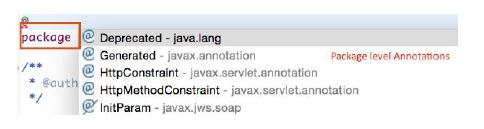 @
package
@ Deprecated - java.lang
@ Generated - javax.annotation
Package level Annotations
/**
@ HttpConstraint - javax.servlet.annotation
* @auth
@ HttpMethodConstraint - javax.servlet.annotation
*/
@ InitParam - javax.jws.soap